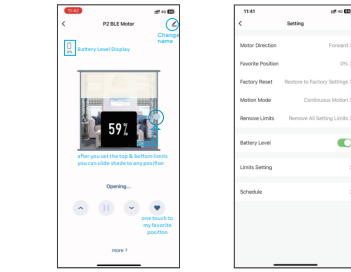 11:42
P2 BLE Motor
Change
name
Battery Level Display
59%
after you set the top & bottom limits
you can slide shade to any position
Opening...
one touch to
my favorite
position
more >
11:41
Setting
Motor Direction
Forward >
Favorite Position
0% >
Factory Reset
Restore to Factory Settings >
Motion Mode
Continuous Motion >
Remove Limits
Remove All Setting Limits >
Battery Level
Limits Setting
Schedule